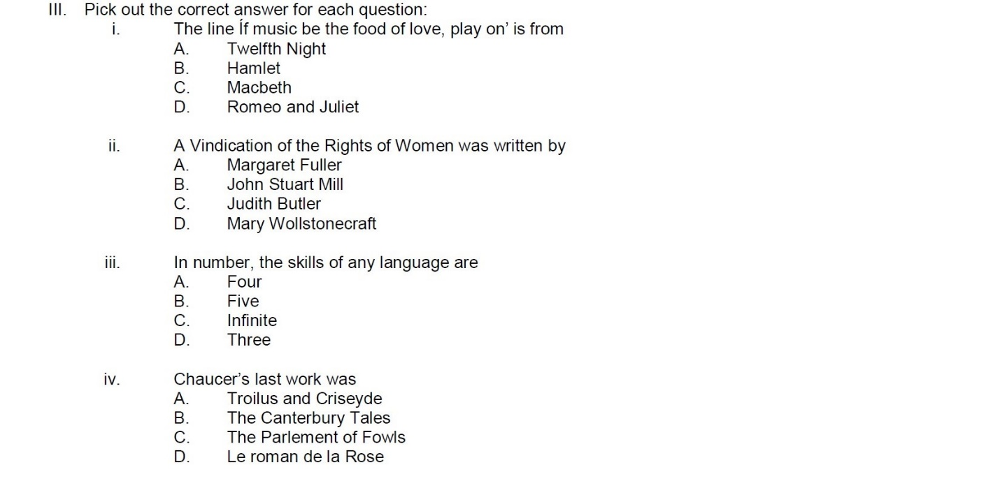 III. Pick out the correct answer for each question:
i. The line Íf music be the food of love, play on’ is from
A. Twelfth Night
B. Hamlet
C. Macbeth
D. Romeo and Juliet
ii. A Vindication of the Rights of Women was written by
A. Margaret Fuller
B. John Stuart Mill
C. Judith Butler
D. Mary Wollstonecraft
iii. In number, the skills of any language are
A. Four
B. Five
C. Infinite
D. Three
iv. Chaucer’s last work was
A. Troilus and Criseyde
B. The Canterbury Tales
C. The Parlement of Fowls
D. Le roman de la Rose